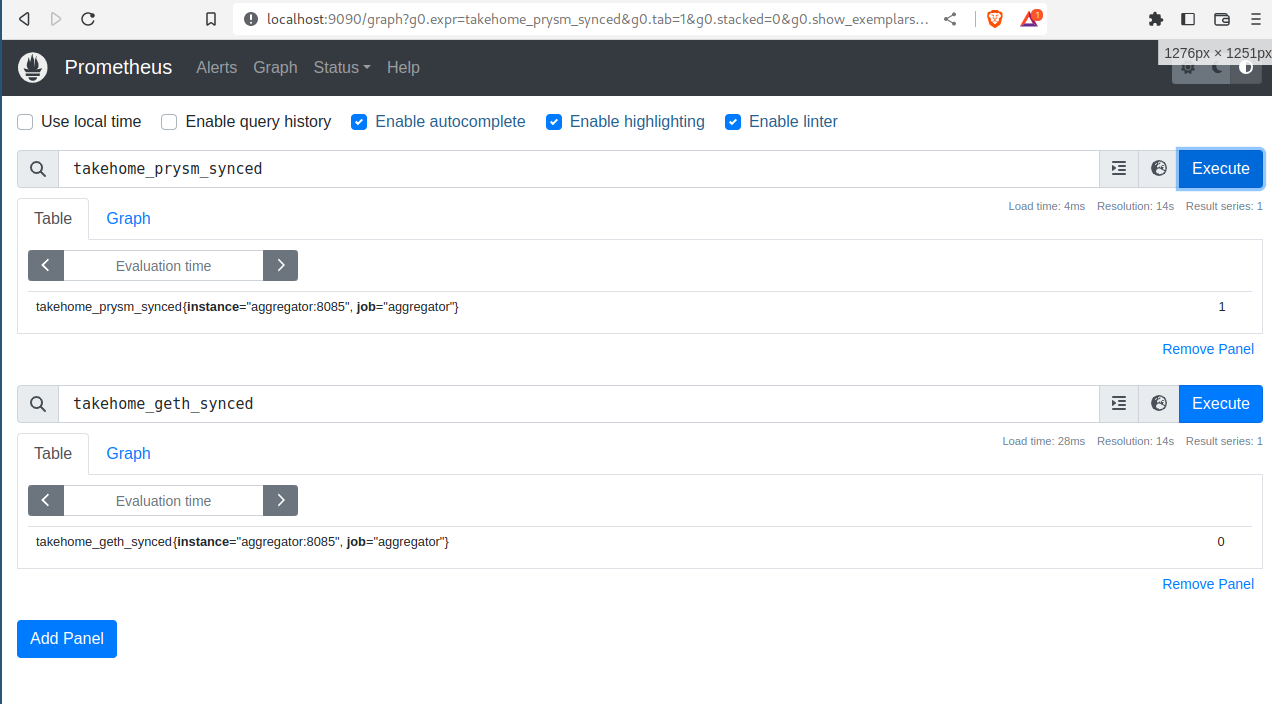 localhost:9090/graph?g0.expr=takehome_prysm_synced&g0.tab=1&g0.stacked=0&g0.show_exemplars...
1
1276px × 1251px
Prometheus Alerts Graph Status Help
Use local time Enable query history Enable autocomplete Enable highlighting Enable linter
takehome_prysm_synced Execute
Load time: 4ms Resolution: 14s Result series: 1
Table Graph
Evaluation time
takehome_prysm_synced{instance="aggregator:8085", job="aggregator"} 1
Remove Panel
takehome_geth_synced Execute
Load time: 28ms Resolution: 14s Result series: 1
Table Graph
Evaluation time
takehome_geth_synced{instance="aggregator:8085", job="aggregator"} 0
Remove Panel
Add Panel